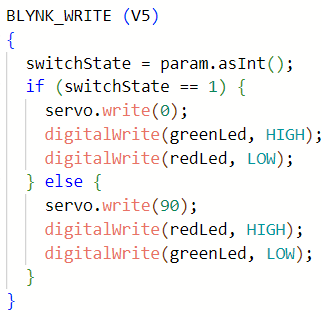 BLYNK_WRITE (V5)
{
  switchState = param.asInt();
  if (switchState == 1) {
    servo.write(0);
    digitalWrite(greenLed, HIGH);
    digitalWrite(redLed, LOW);
  } else {
    servo.write(90);
    digitalWrite(redLed, HIGH);
    digitalWrite(greenLed, LOW);
  }
}